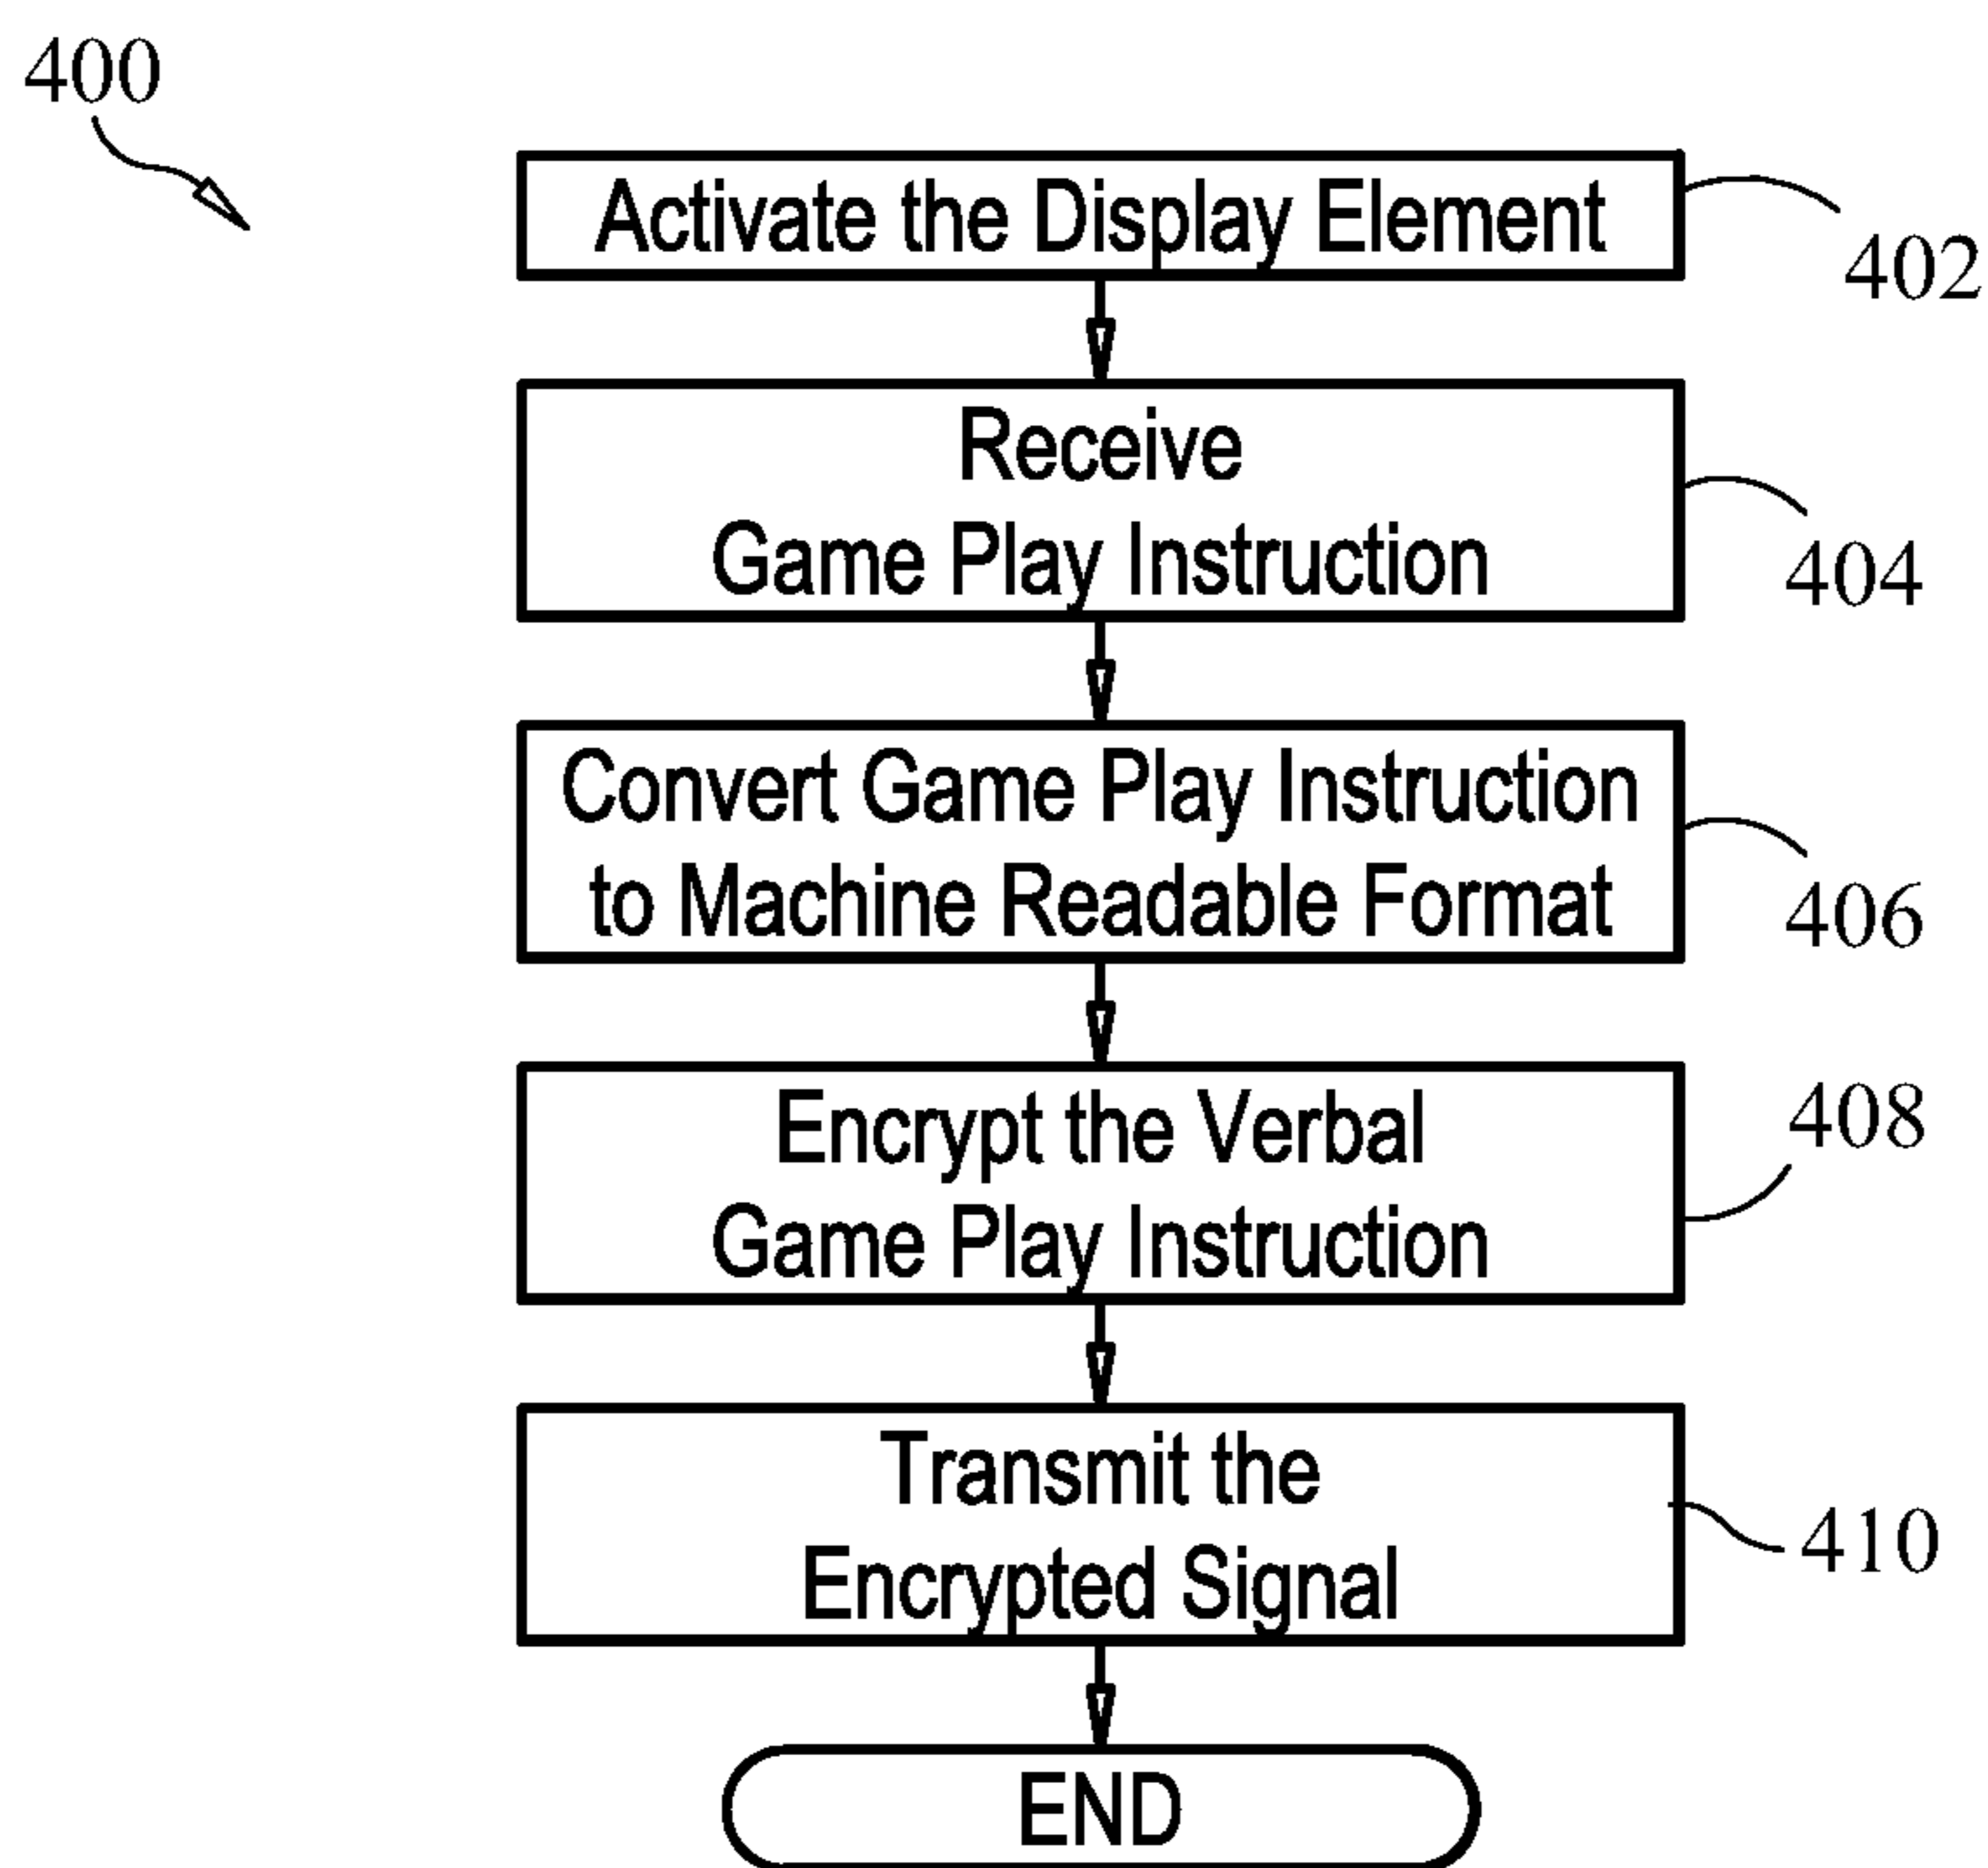 400
Activate the Display Element
402
Receive
Game Play Instruction
404
Convert Game Play Instruction
to Machine Readable Format
406
Encrypt the Verbal
Game Play Instruction
408
Transmit the
Encrypted Signal
410
END